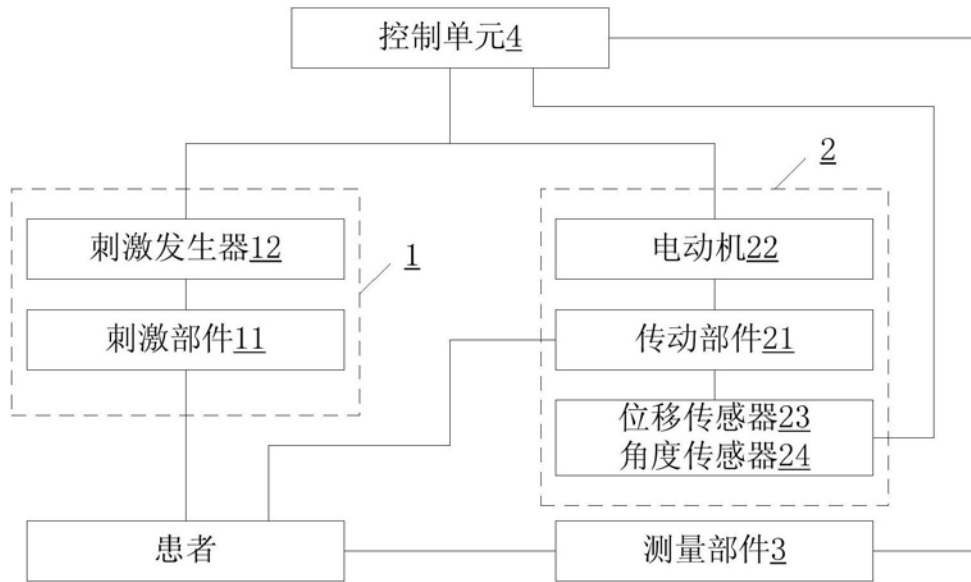 控制单元4
2
刺激发生器12
1
电动机22
刺激部件11
传动部件21
位移传感器23
角度传感器24
患者
测量部件3